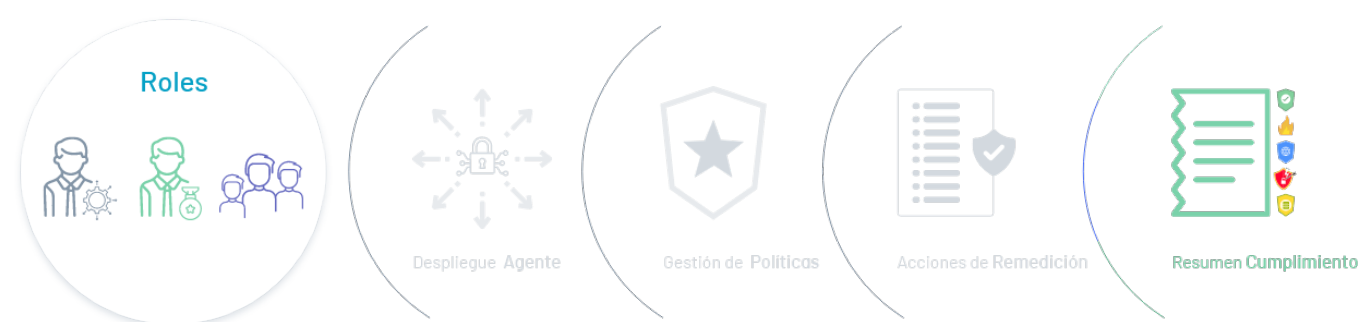 Roles
Despliegue Agente
Gestión de Políticas
Acciones de Remedición
Resumen Cumplimiento